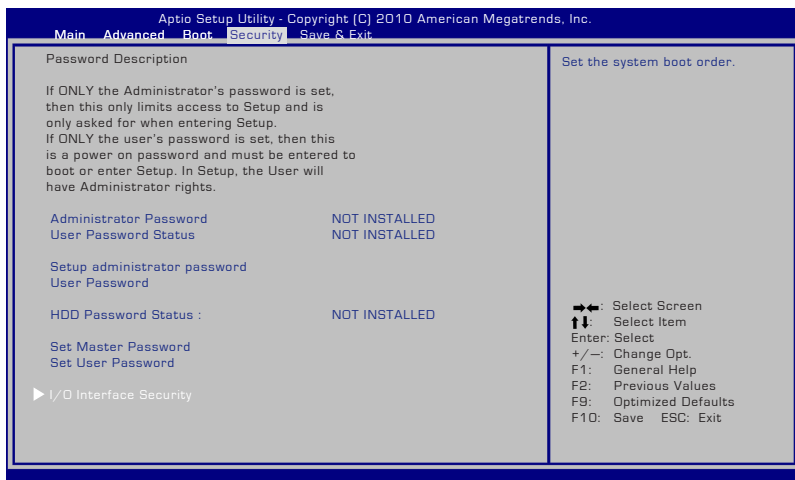 Aptio Setup Utility - Copyright (C) 2010 American Megatrends, Inc.
Main Advanced Boot Security Save & Exit
Password Description
If ONLY the Administrator's password is set,
then this only limits access to Setup and is
only asked for when entering Setup.
If ONLY the user's password is set, then this
is a power on password and must be entered to
boot or enter Setup. In Setup, the User will
have Administrator rights.
Administrator Password NOT INSTALLED
User Password Status NOT INSTALLED
Setup administrator password
User Password
HDD Password Status : NOT INSTALLED
Set Master Password
Set User Password
▶ I/O Interface Security
Set the system boot order.
→←: Select Screen
↑↓: Select Item
Enter: Select
+/—: Change Opt.
F1: General Help
F2: Previous Values
F9: Optimized Defaults
F10: Save ESC: Exit